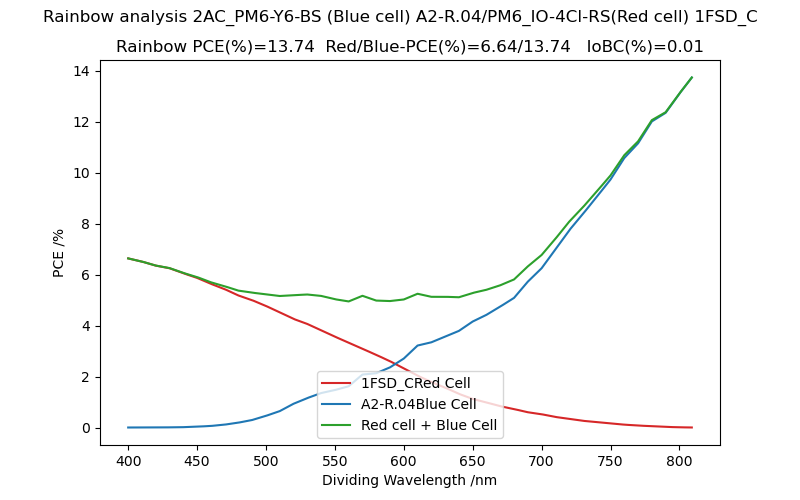 Rainbow analysis 2AC_PM6-Y6-BS (Blue cell) A2-R.04/PM6_IO-4Cl-RS(Red cell) 1FSD_C
Rainbow PCE(%)=13.74  Red/Blue-PCE(%)=6.64/13.74   IoBC(%)=0.01
14
12
10
8
6
4
2
0
PCE /%
1FSD_CRed Cell
A2-R.04Blue Cell
Red cell + Blue Cell
400 450 500 550 600 650 700 750 800
Dividing Wavelength /nm